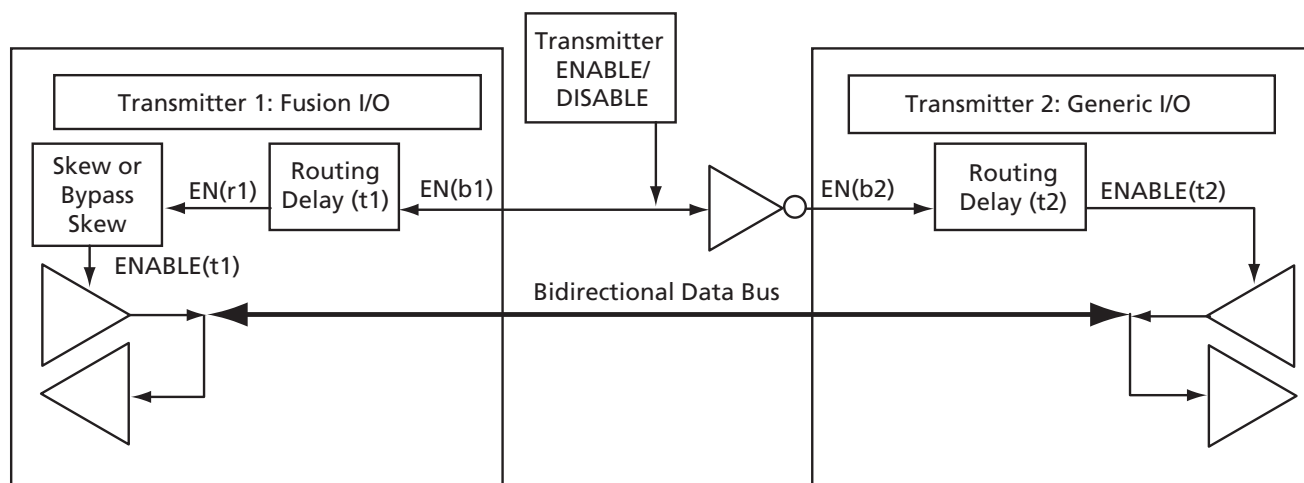 Transmitter
ENABLE/
DISABLE
Transmitter 1: Fusion I/O
Transmitter 2: Generic I/O
Skew or
Bypass
Skew
EN(r1)
Routing
Delay (t1)
EN(b1)
EN(b2)
Routing
Delay (t2)
ENABLE(t2)
ENABLE(t1)
Bidirectional Data Bus